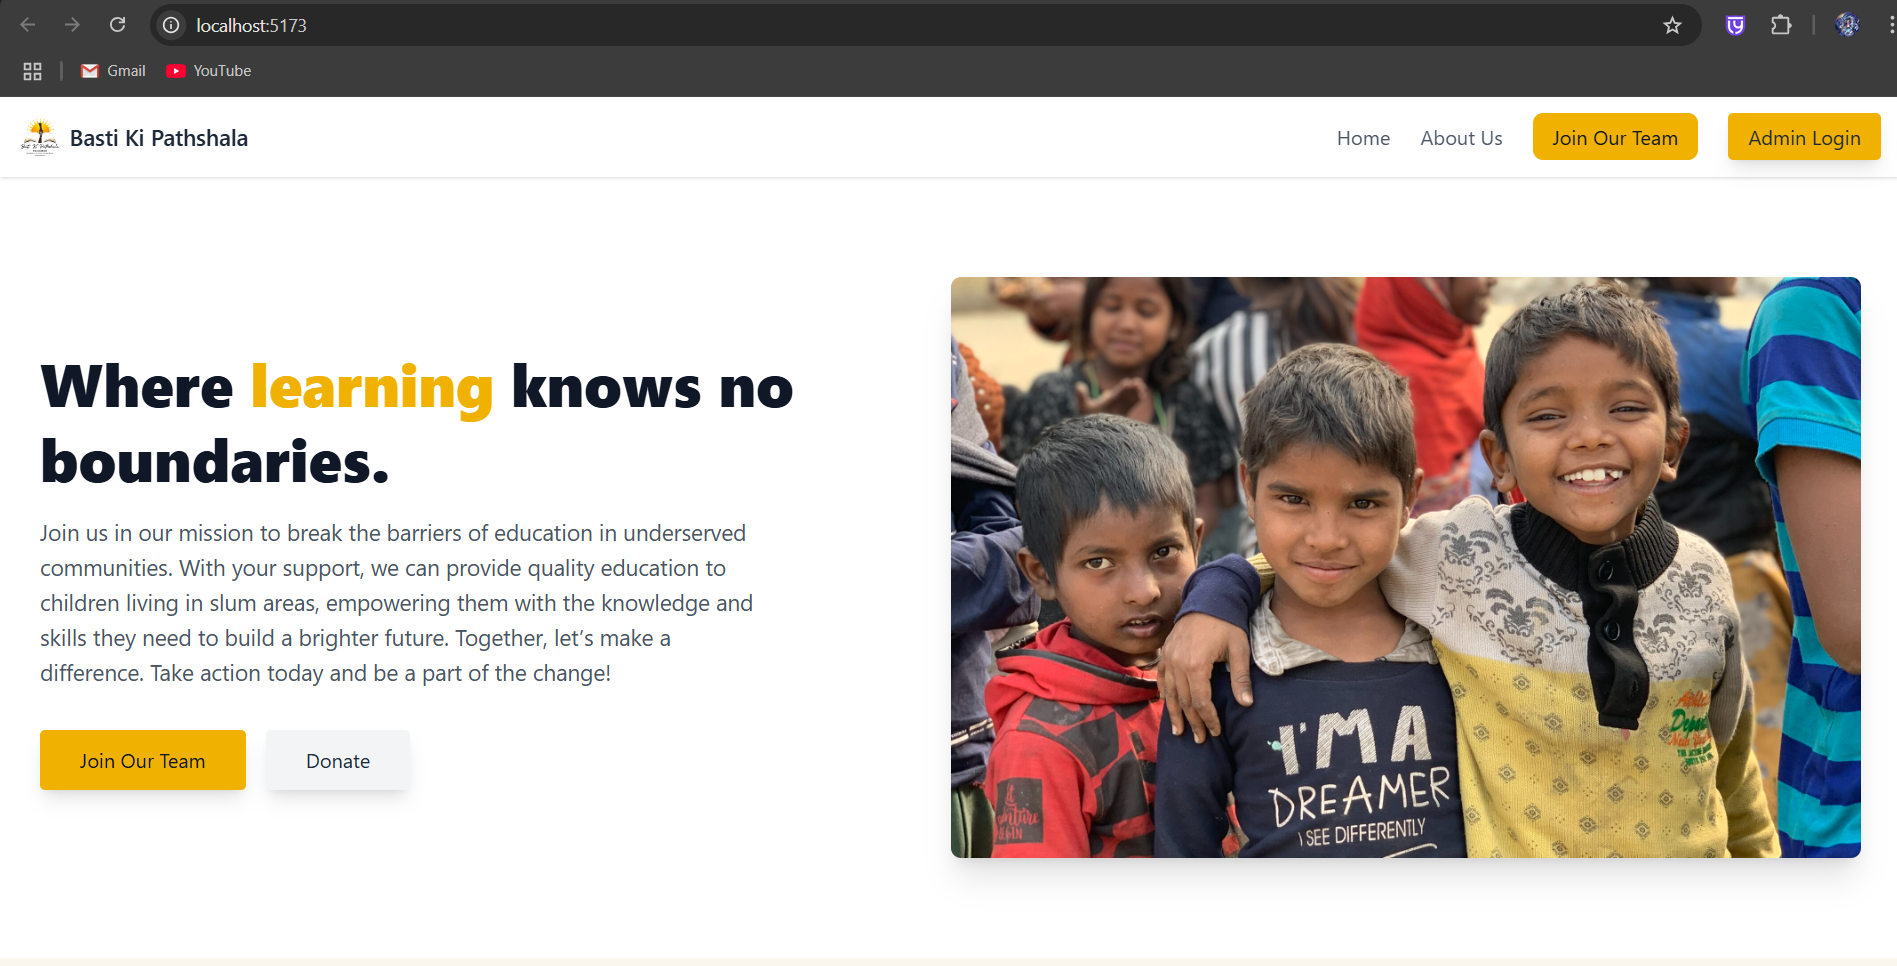 localhost:5173
Gmail YouTube
Basti Ki Pathshala
Home About Us Join Our Team Admin Login
Where learning knows no
boundaries.
Join us in our mission to break the barriers of education in underserved
communities. With your support, we can provide quality education to
children living in slum areas, empowering them with the knowledge and
skills they need to build a brighter future. Together, let’s make a
difference. Take action today and be a part of the change!
Join Our Team Donate
I'M A
DREAMER
I SEE DIFFERENTLY